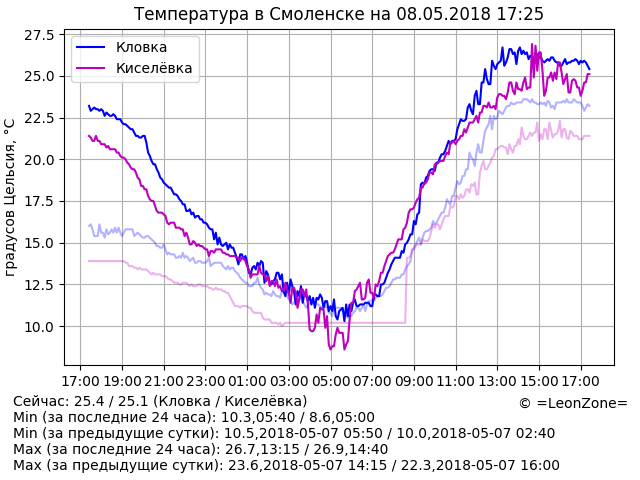 Температура в Смоленске на 08.05.2018 17:25
градусов Цельсия, °C
27.5
25.0
22.5
20.0
17.5
15.0
12.5
10.0
Кловка
Киселёвка
17:00 19:00 21:00 23:00 01:00 03:00 05:00 07:00 09:00 11:00 13:00 15:00 17:00
Сейчас: 25.4 / 25.1 (Кловка / Киселёвка)
© =LeonZone=
Min (за последние 24 часа): 10.3,05:40 / 8.6,05:00
Min (за предыдущие сутки): 10.5,2018-05-07 05:50 / 10.0,2018-05-07 02:40
Max (за последние 24 часа): 26.7,13:15 / 26.9,14:40
Max (за предыдущие сутки): 23.6,2018-05-07 14:15 / 22.3,2018-05-07 16:00